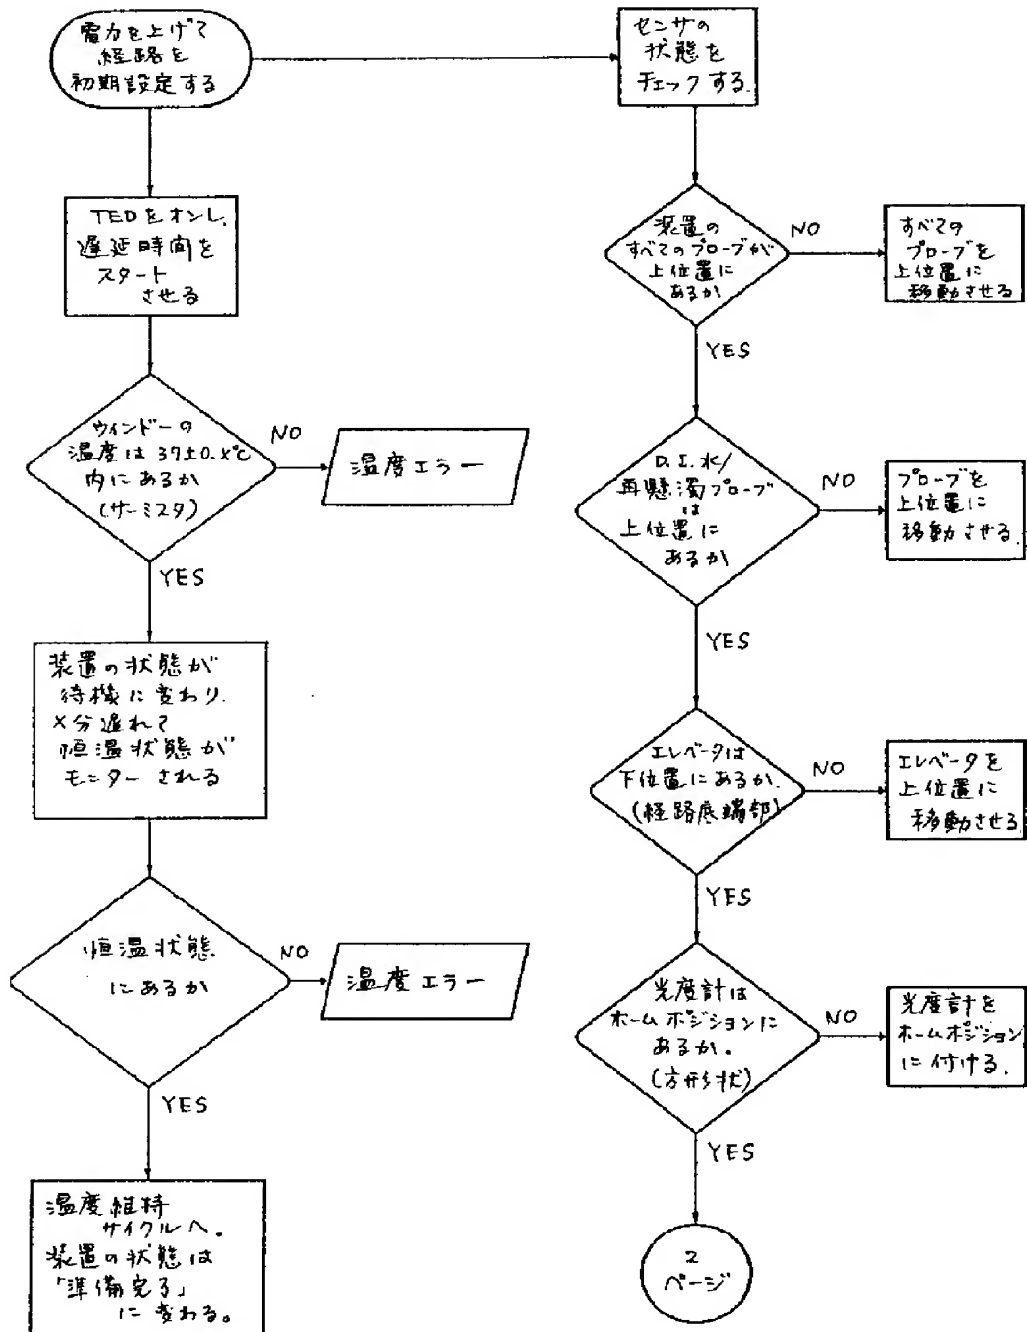 電力を上げて
経路を
初期設定する
センサの
状態を
チェックする.
TEDをオンし,
遅延時間を
スタート
させる
装置の
すべてのプローブが
上位置に
あるか
NO
すべての
プローブを
上位置に
移動させる
YES
ウィンドーの
温度は37±0.x℃
内にあるか
(サーミスタ)
NO
温度エラー
YES
D.I.水/
再懸濁プローブ
は
上位置に
あるか
NO
プローブを
上位置に
移動させる.
YES
装置の状態が
待機に変わり.
X分遅れて
恒温状態が
モニターされる
エレベータは
下位置にあるか.
(経路底端部)
NO
エレベータを
上位置に
移動させる
YES
恒温状態
にあるか
NO
温度エラー
YES
光度計は
ホームポジションに
あるか。
(方形状)
NO
光度計を
ホームポジション
に付ける.
YES
温度維持
サイクルへ.
装置の状態は
「準備完了」
に変わる。
2
ページ